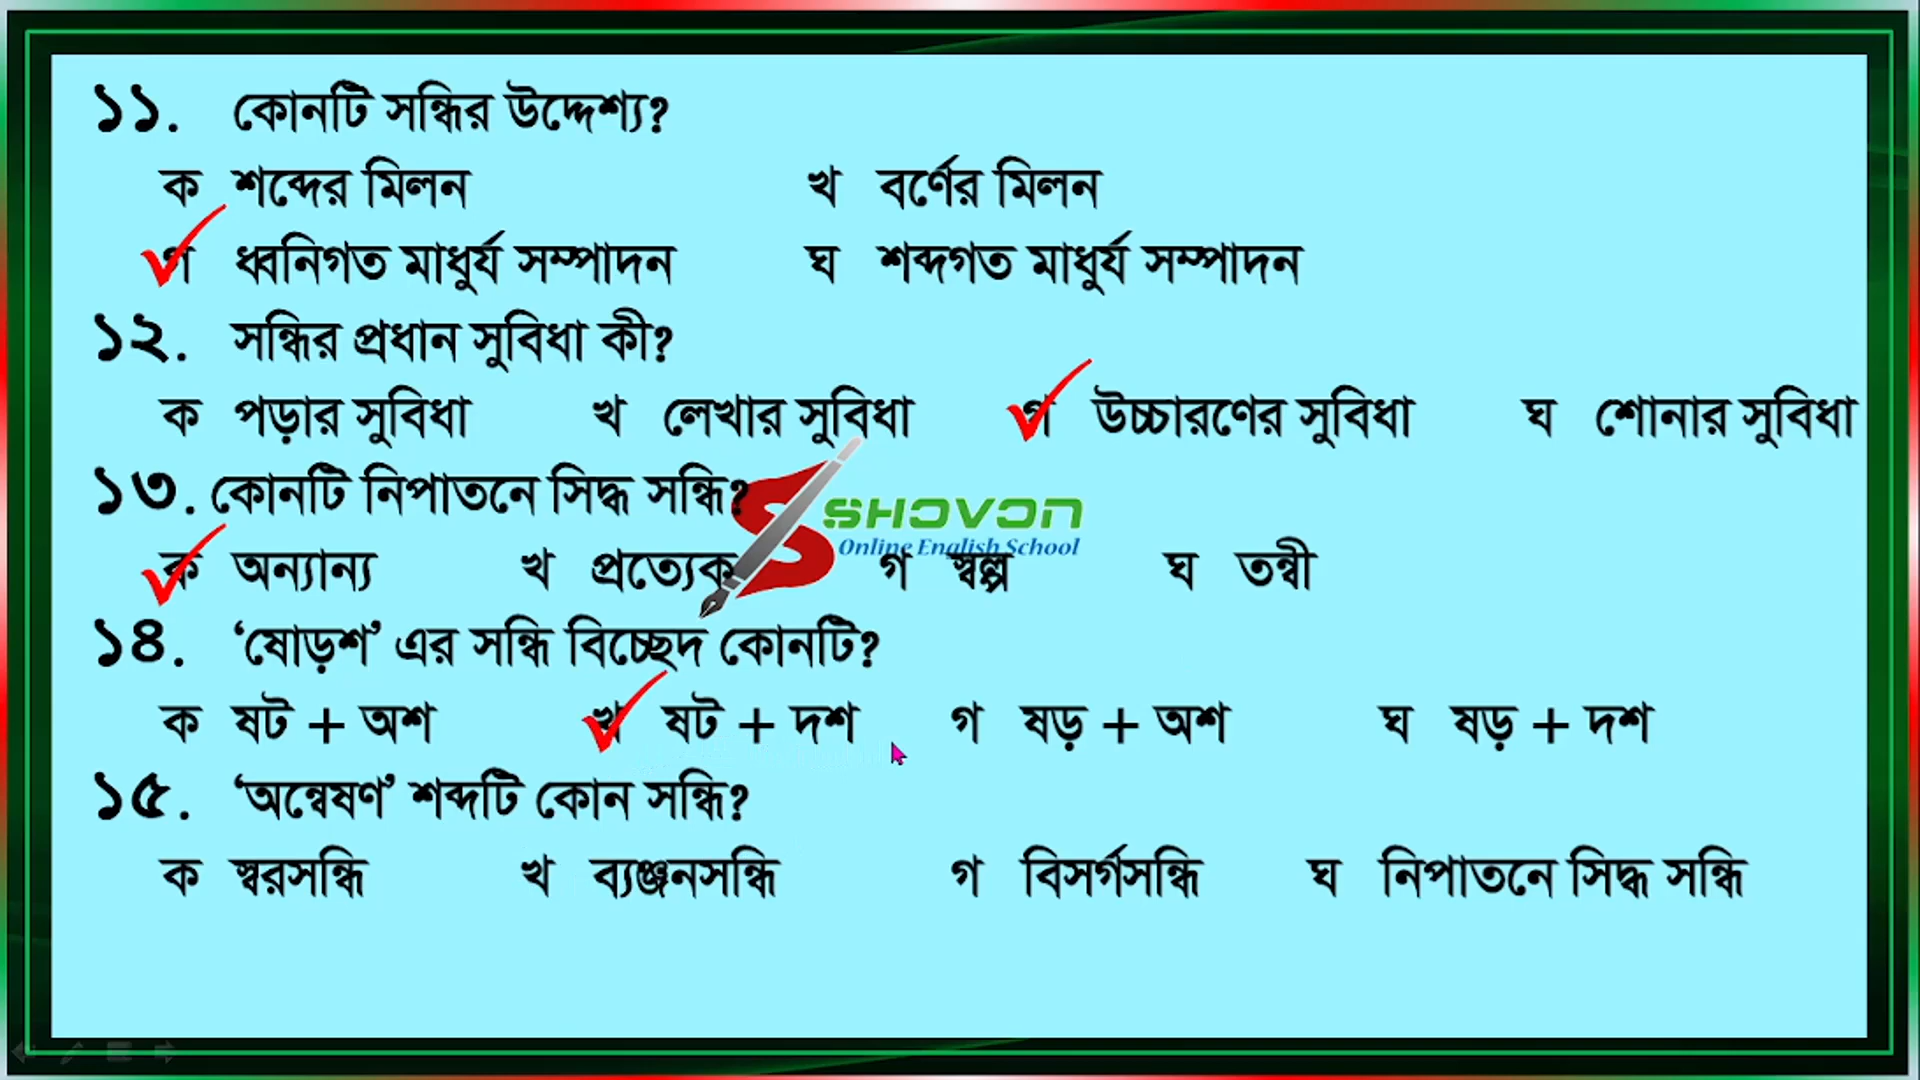 ১১. কোনটি সন্ধির উদ্দেশ্য?
ক শব্দের মিলন খ বর্ণের মিলন
গ ধ্বনিগত মাধুর্য সম্পাদন ঘ শব্দগত মাধুর্য সম্পাদন
১২. সন্ধির প্রধান সুবিধা কী?
ক পড়ার সুবিধা খ লেখার সুবিধা গ উচ্চারণের সুবিধা ঘ শোনার সুবিধা
১৩. কোনটি নিপাতনে সিদ্ধ সন্ধি?
SHOVON
Online English School
ক অন্যান্য খ প্রত্যেক গ স্বল্প ঘ তন্বী
১৪. ‘ষোড়শ’ এর সন্ধি বিচ্ছেদ কোনটি?
ক ষট + অশ খ ষট + দশ গ ষড় + অশ ঘ ষড় + দশ
১৫. ‘অন্বেষণ’ শব্দটি কোন সন্ধি?
ক স্বরসন্ধি খ ব্যঞ্জনসন্ধি গ বিসর্গসন্ধি ঘ নিপাতনে সিদ্ধ সন্ধি